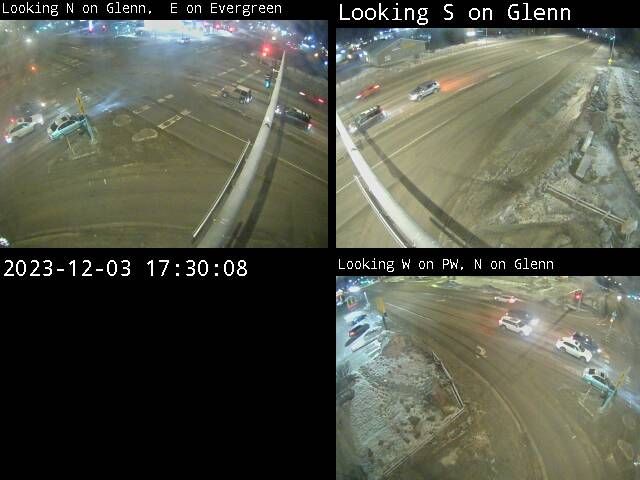 Looking N on Glenn, E on Evergreen
Looking S on Glenn
2023-12-03 17:30:08
Looking W on PW, N on Glenn